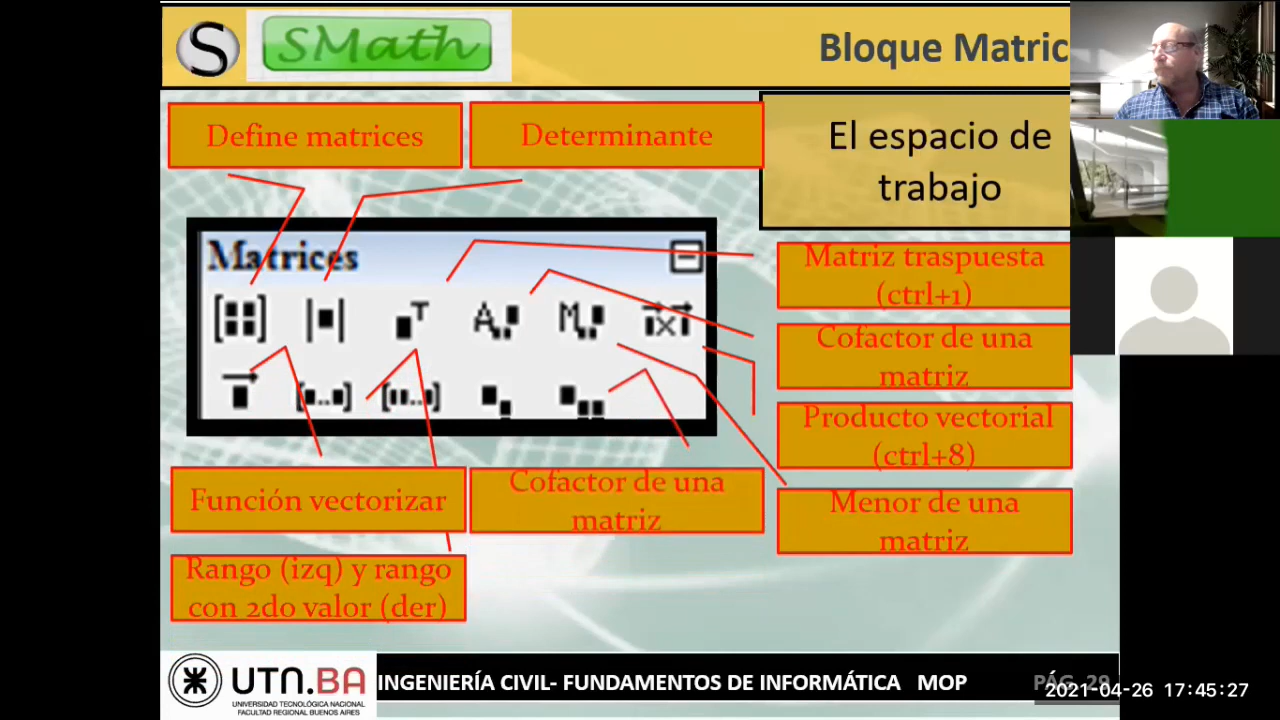 S
SMath
Bloque Matric
El espacio de
trabajo
Define matrices
Determinante
Matrices
Matriz traspuesta
(ctrl+1)
Cofactor de una
matriz
Producto vectorial
(ctrl+8)
Menor de una
matriz
Función vectorizar
Cofactor de una
matriz
Rango (izq) y rango
con 2do valor (der)
UTN.BA
UNIVERSIDAD TECNOLÓGICA NACIONAL
FACULTAD REGIONAL BUENOS AIRES
INGENIERÍA CIVIL- FUNDAMENTOS DE INFORMÁTICA MOP
PÁG. 29
2021-04-26 17:45:27